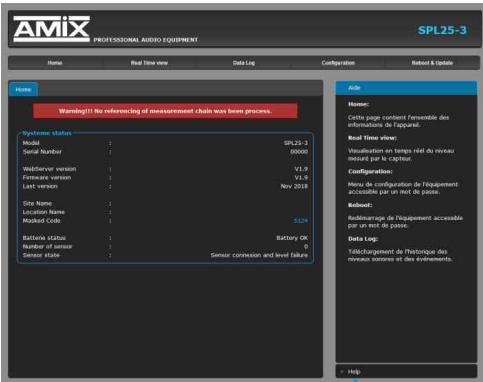 AMIX
PROFESSIONAL AUDIO EQUIPMENT
SPL25-3
Home Real Time view Data Log Configuration Reboot & Update
Home
Warning!!! No referencing of measurement chain was been process.
Systeme status
Model : SPL25-3
Serial Number : 00000
WebServer version : V1.9
Firmware version : V1.9
Last version : Nov 2018
Site Name :
Location Name :
Masked Code : 5124
Batterie status : Battery OK
Number of sensor : 0
Sensor state : Sensor connexion and level failure
Aide
Home:
Cette page contient l'ensemble des
informations de l'appareil.
Real Time view:
Visualisation en temps réel du niveau
mesuré par le capteur.
Configuration:
Menu de configuration de l'équipement
accessible par un mot de passe.
Reboot:
Redémarrage de l'équipement accessible
par un mot de passe.
Data Log:
Téléchargement de l'historique des
niveaux sonores et des événements.
Help